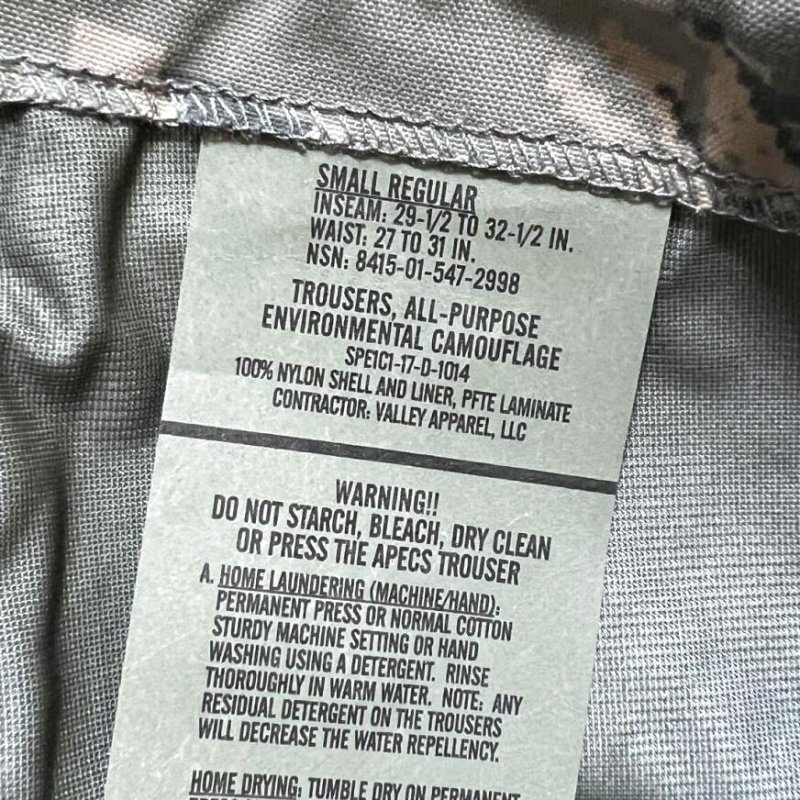 SMALL REGULAR
INSEAM: 29-1/2 TO 32-1/2 IN.
WAIST: 27 TO 31 IN.
NSN: 8415-01-547-2998
TROUSERS, ALL-PURPOSE
ENVIRONMENTAL CAMOUFLAGE
SPE1C1-17-D-1014
100% NYLON SHELL AND LINER, PFTE LAMINATE
CONTRACTOR: VALLEY APPAREL, LLC
WARNING!!
DO NOT STARCH, BLEACH, DRY CLEAN
OR PRESS THE APECS TROUSER
A. HOME LAUNDERING (MACHINE/HAND):
PERMANENT PRESS OR NORMAL COTTON
STURDY MACHINE SETTING OR HAND
WASHING USING A DETERGENT. RINSE
THOROUGHLY IN WARM WATER. NOTE: ANY
RESIDUAL DETERGENT ON THE TROUSERS
WILL DECREASE THE WATER REPELLENCY.
HOME DRYING: TUMBLE DRY ON PERMANENT